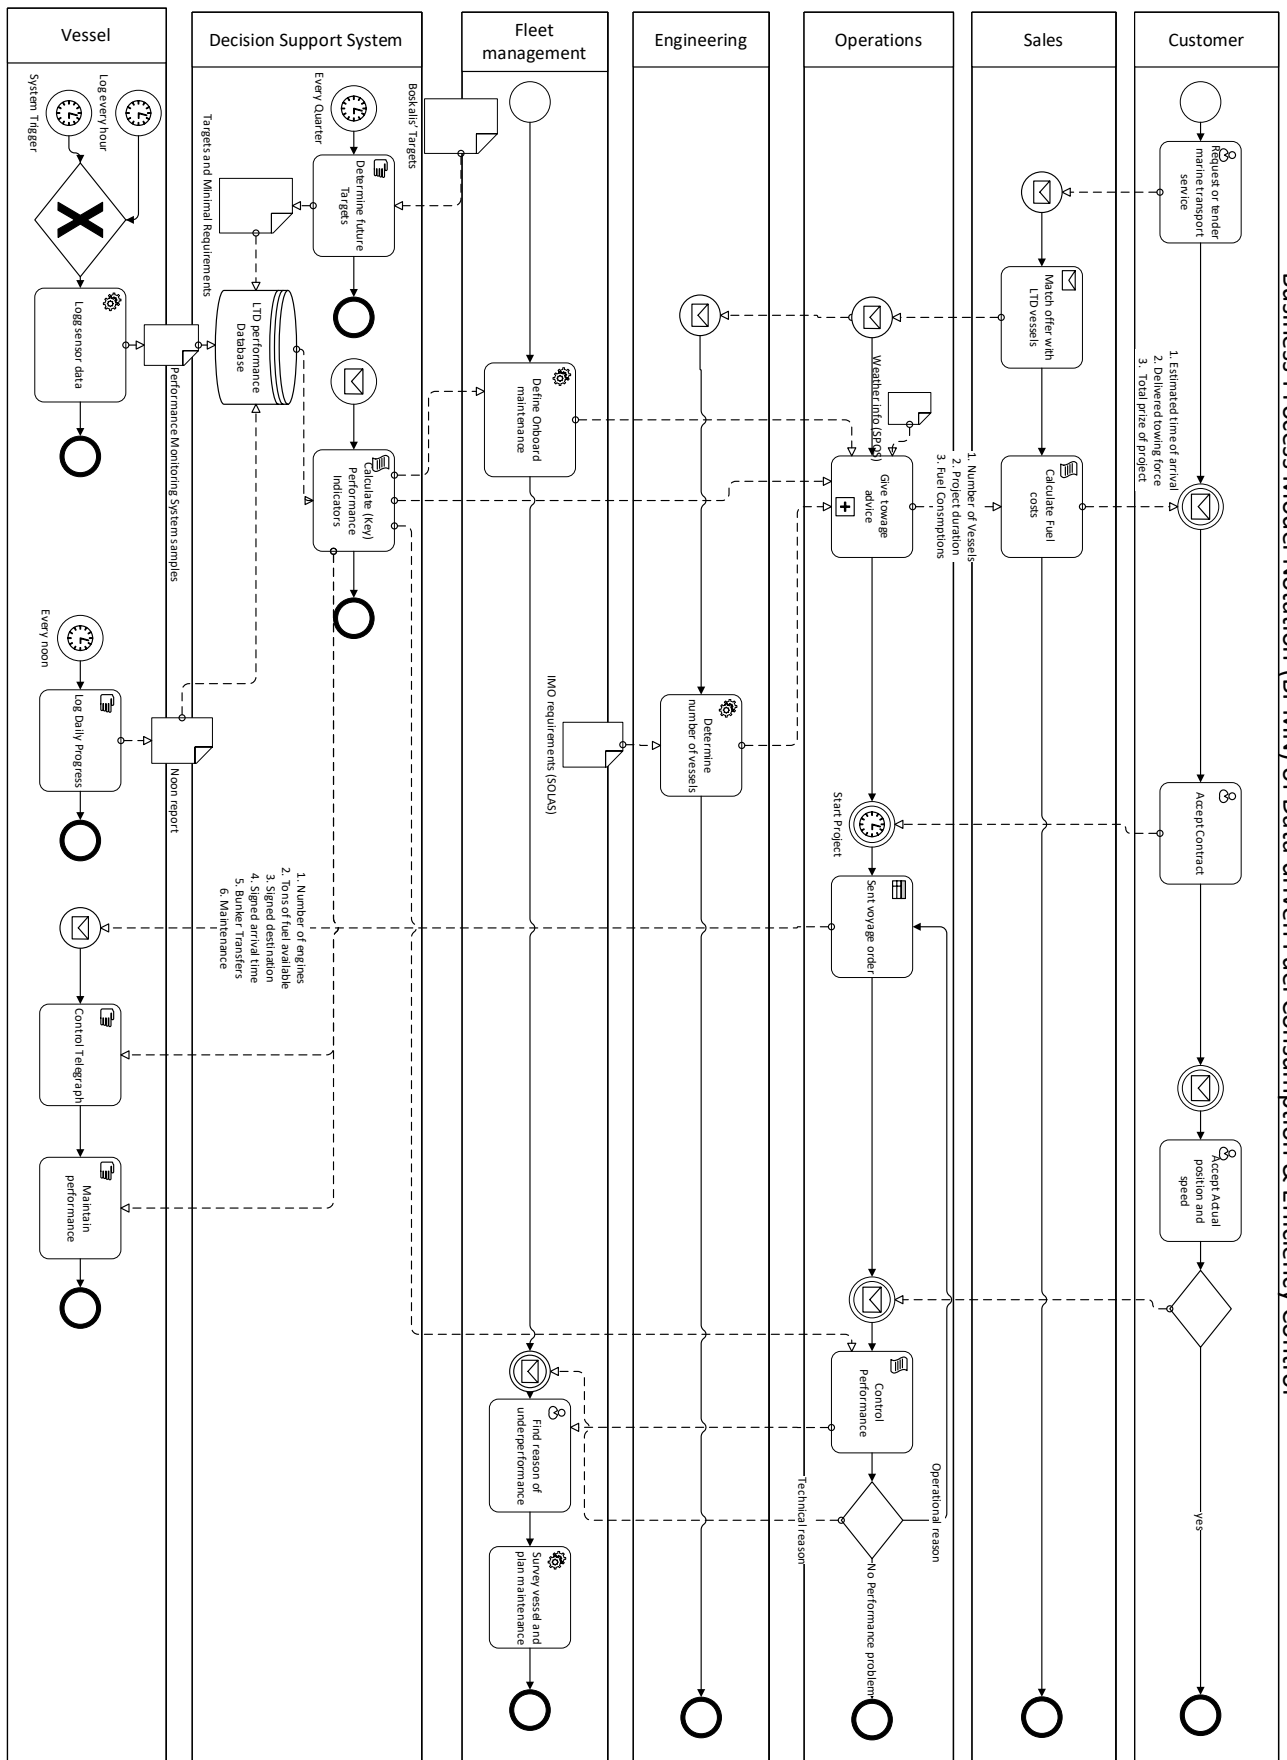 Business Process Model Notation (BPMN) of Data driven Fuel Consumption & Efficiency Control
Vessel
Decision Support System
Fleet
management
Engineering
Operations
Sales
Customer
Log every hour
System Trigger
Logg sensor data
Performance Monitoring System samples
Every noon
Log Daily Progress
Noon report
Control Telegraph
Maintain
performance
Every Quarter
Determine future
Targets
Boskalis' Targets
Targets and Minimal Requirements
LTD performance
Database
Calculate (Key)
Performance
Indicators
1. Number of engines
2. Tons of fuel available
3. Signed destination
4. Signed arrival time
5. Bunker Transfers
6. Maintenance
Define Onboard
maintenance
Find reason of
underperformance
Survey vessel and
plan maintenance
IMO requirements (SOLAS)
Determine
number of vessels
Weather info (SPOS)
Give towage
advice
1. Number of Vessels
2. Project duration
3. Fuel Consmptions
Start Project
Sent voyage order
Control
Performance
Operational reason
Technical reason
No Performance problem
Match offer with
LTD vessels
Calculate Fuel
costs
Request or tender
marine transport
service
1. Estimated time of arrival
2. Delivered towing force
3. Total prize of project
Accept Contract
Accept Actual
position and
speed
yes